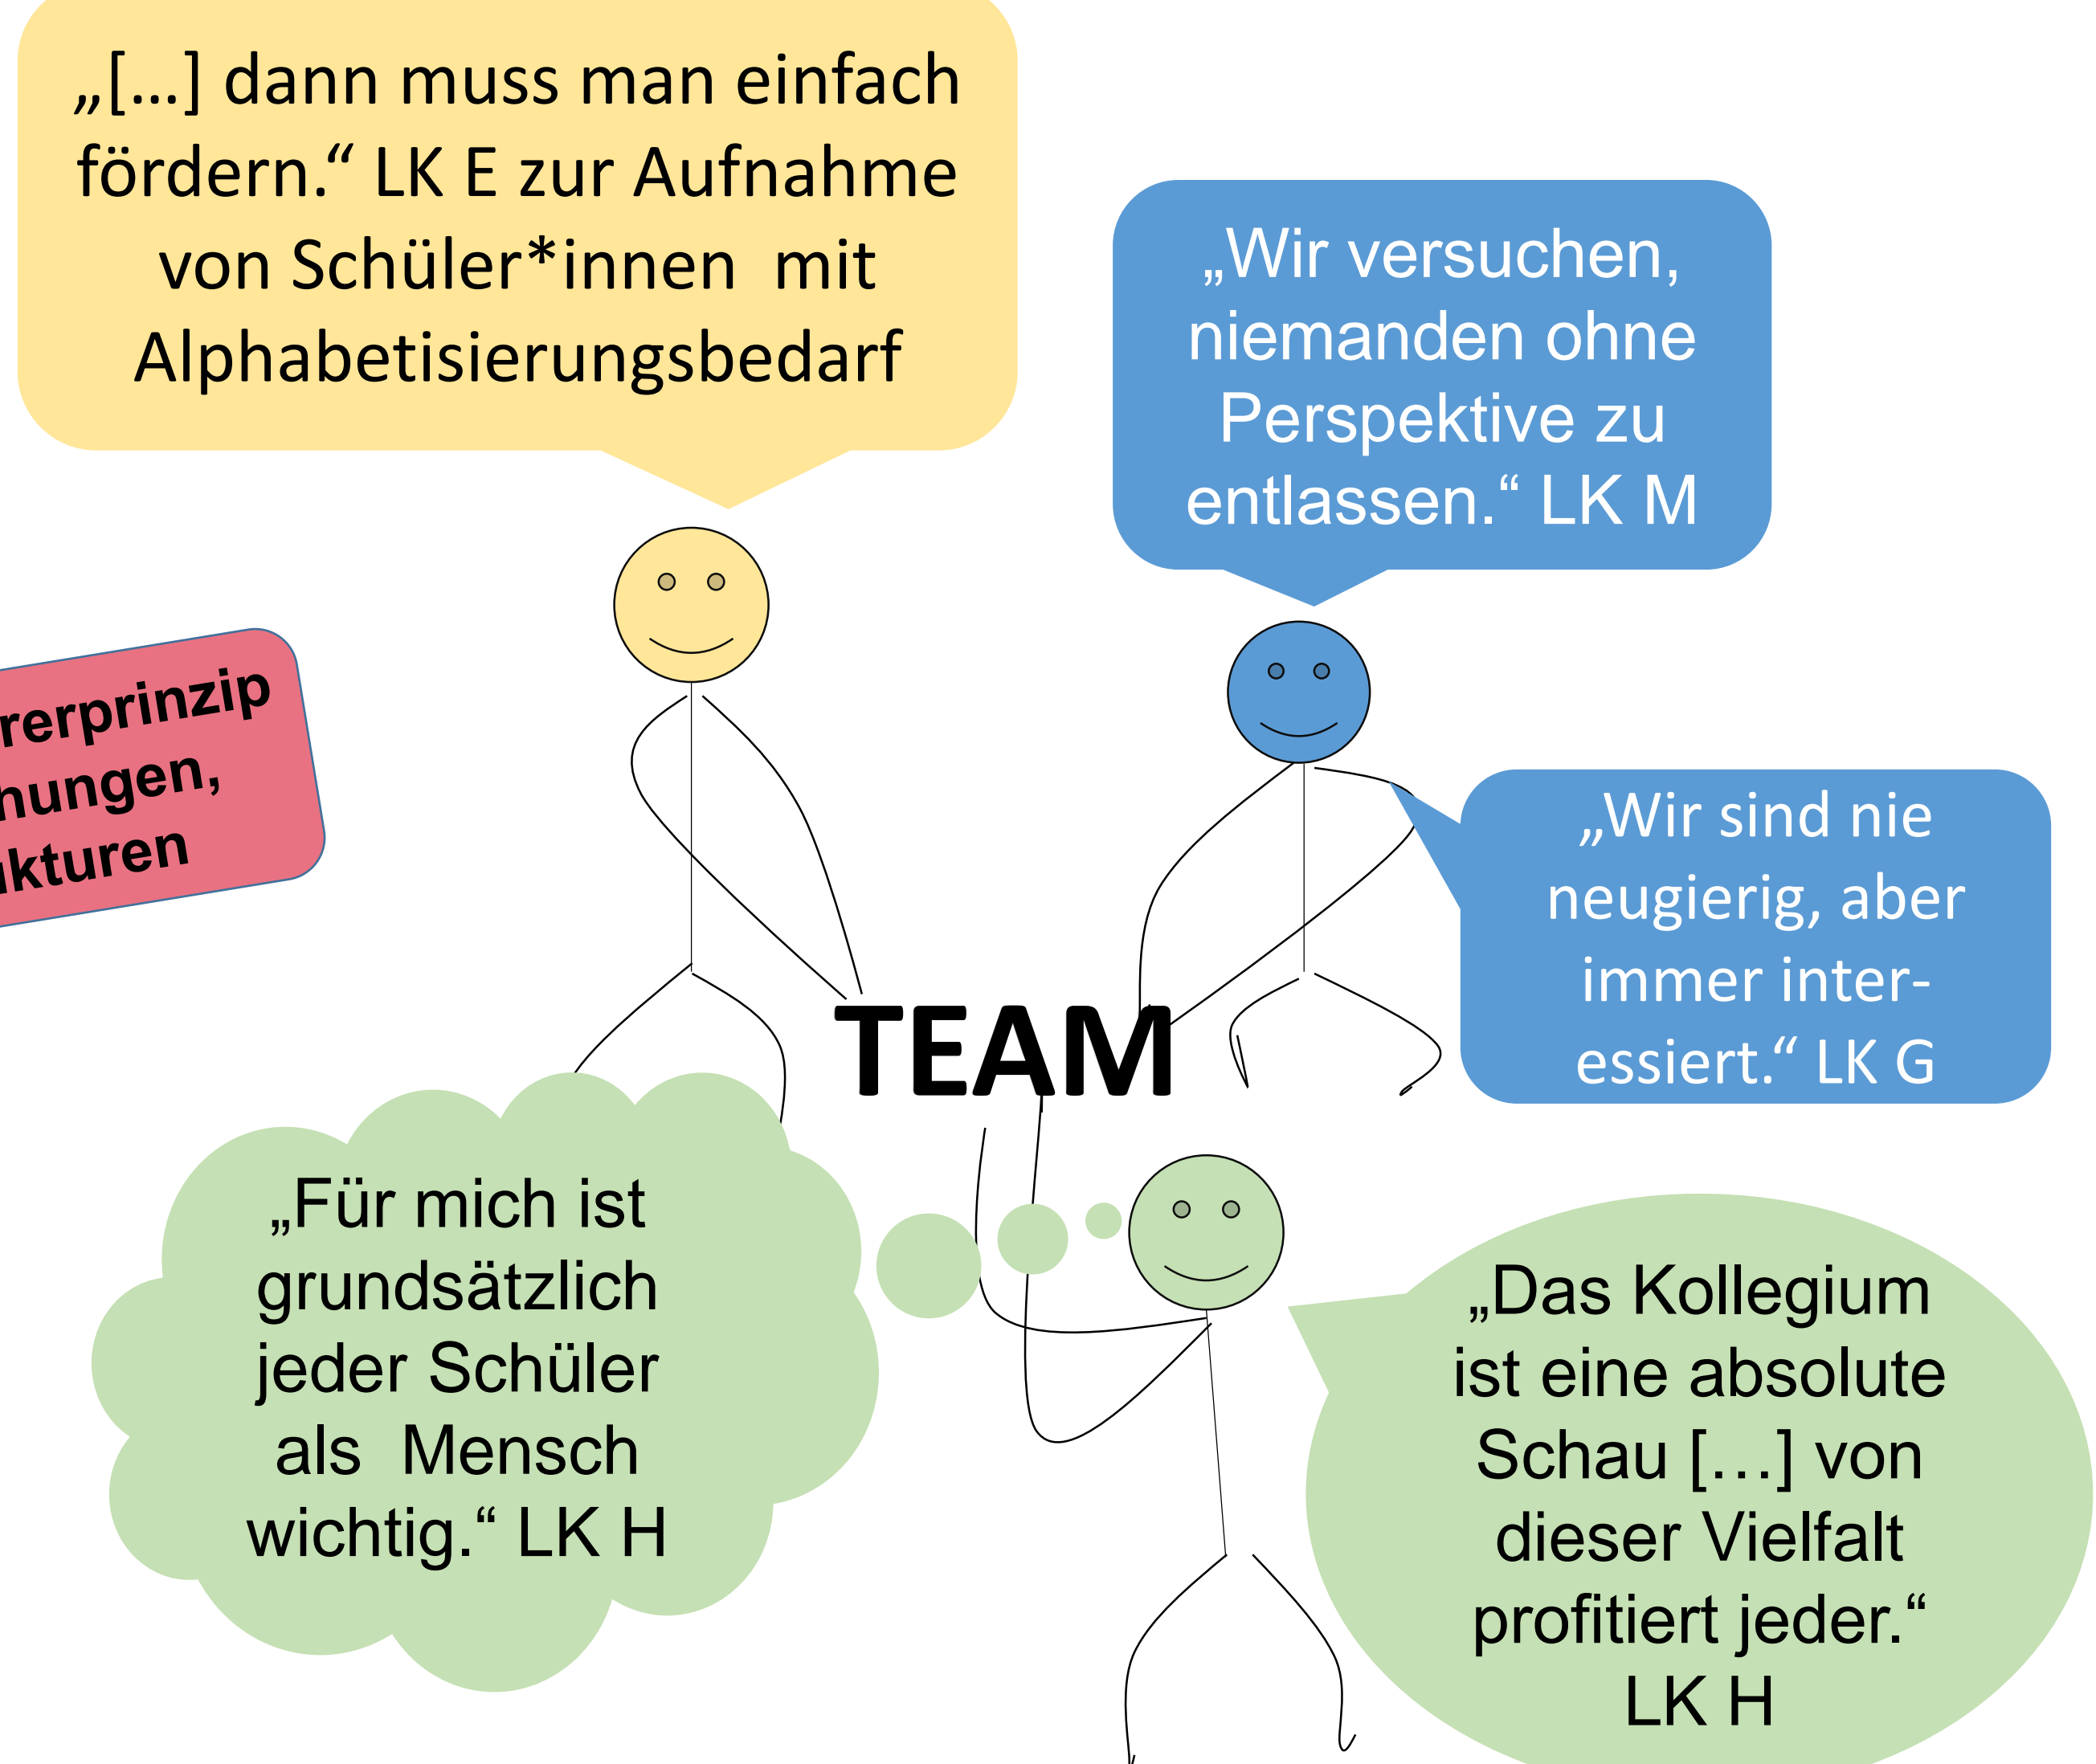 „[...] dann muss man einfach
fördern.“ LK E zur Aufnahme
von Schüler*innen  mit
Alphabetisierungsbedarf
„Wir versuchen,
niemanden ohne
Perspektive zu
entlassen.“ LK M
rerprinzip
hungen,
kturen
„Wir sind nie
neugierig, aber
immer inter-
essiert.“ LK G
TEAM
„Für mich ist
grundsätzlich
jeder Schüler
als  Mensch
wichtig.“ LK H
„Das Kollegium
ist eine absolute
Schau [...] von
dieser Vielfalt
profitiert jeder.“
LK H